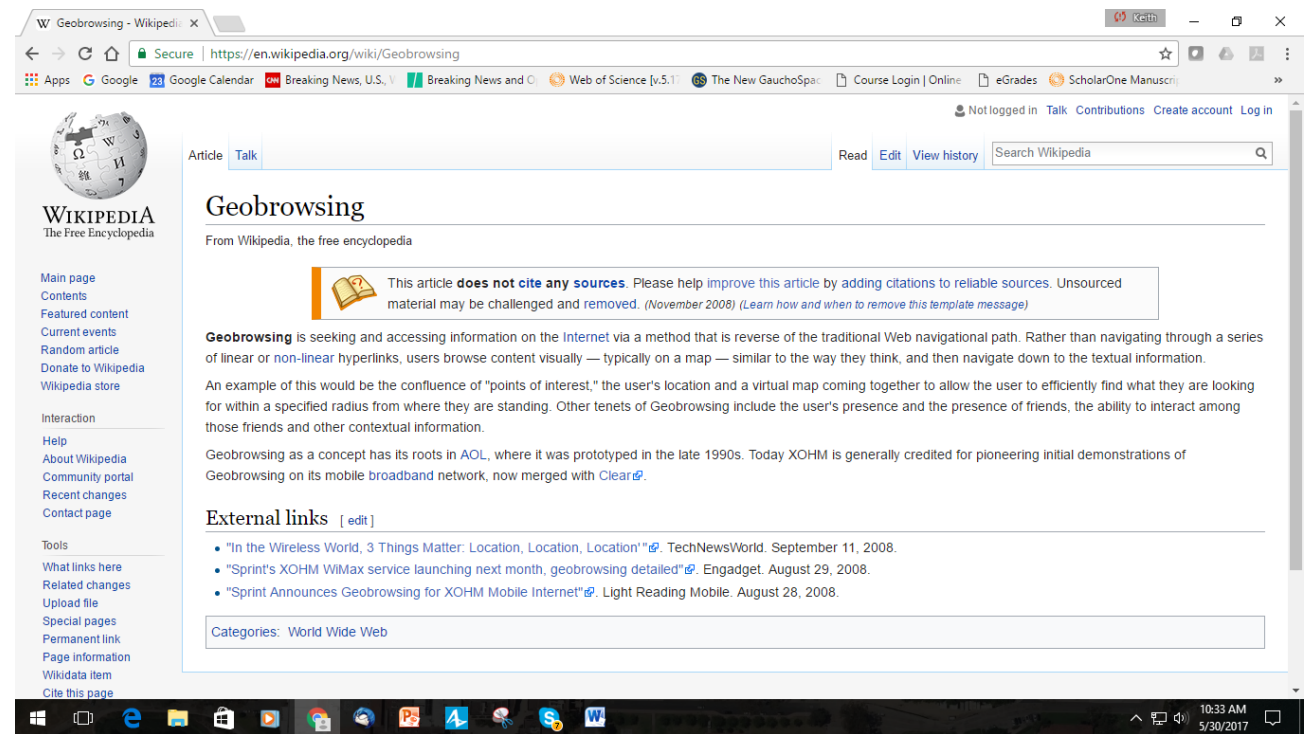 W Geobrowsing - Wikipedia
Keith
Secure | https://en.wikipedia.org/wiki/Geobrowsing
Apps Google 23 Google Calendar CNN Breaking News, U.S., Breaking News and O Web of Science [v.5.1 GS The New GauchoSpac Course Login | Online eGrades ScholarOne Manuscrip »
Not logged in Talk Contributions Create account Log in
Article Talk Read Edit View history Search Wikipedia
WIKIPEDIA
The Free Encyclopedia
Main page
Contents
Featured content
Current events
Random article
Donate to Wikipedia
Wikipedia store
Interaction
Help
About Wikipedia
Community portal
Recent changes
Contact page
Tools
What links here
Related changes
Upload file
Special pages
Permanent link
Page information
Wikidata item
Cite this page
Geobrowsing
From Wikipedia, the free encyclopedia
This article does not cite any sources. Please help improve this article by adding citations to reliable sources. Unsourced
material may be challenged and removed. (November 2008) (Learn how and when to remove this template message)
Geobrowsing is seeking and accessing information on the Internet via a method that is reverse of the traditional Web navigational path. Rather than navigating through a series
of linear or non-linear hyperlinks, users browse content visually — typically on a map — similar to the way they think, and then navigate down to the textual information.
An example of this would be the confluence of "points of interest," the user's location and a virtual map coming together to allow the user to efficiently find what they are looking
for within a specified radius from where they are standing. Other tenets of Geobrowsing include the user's presence and the presence of friends, the ability to interact among
those friends and other contextual information.
Geobrowsing as a concept has its roots in AOL, where it was prototyped in the late 1990s. Today XOHM is generally credited for pioneering initial demonstrations of
Geobrowsing on its mobile broadband network, now merged with Clear.
External links [ edit ]
• "In the Wireless World, 3 Things Matter: Location, Location, Location'". TechNewsWorld. September 11, 2008.
• "Sprint's XOHM WiMax service launching next month, geobrowsing detailed". Engadget. August 29, 2008.
• "Sprint Announces Geobrowsing for XOHM Mobile Internet". Light Reading Mobile. August 28, 2008.
Categories: World Wide Web
10:33 AM
5/30/2017